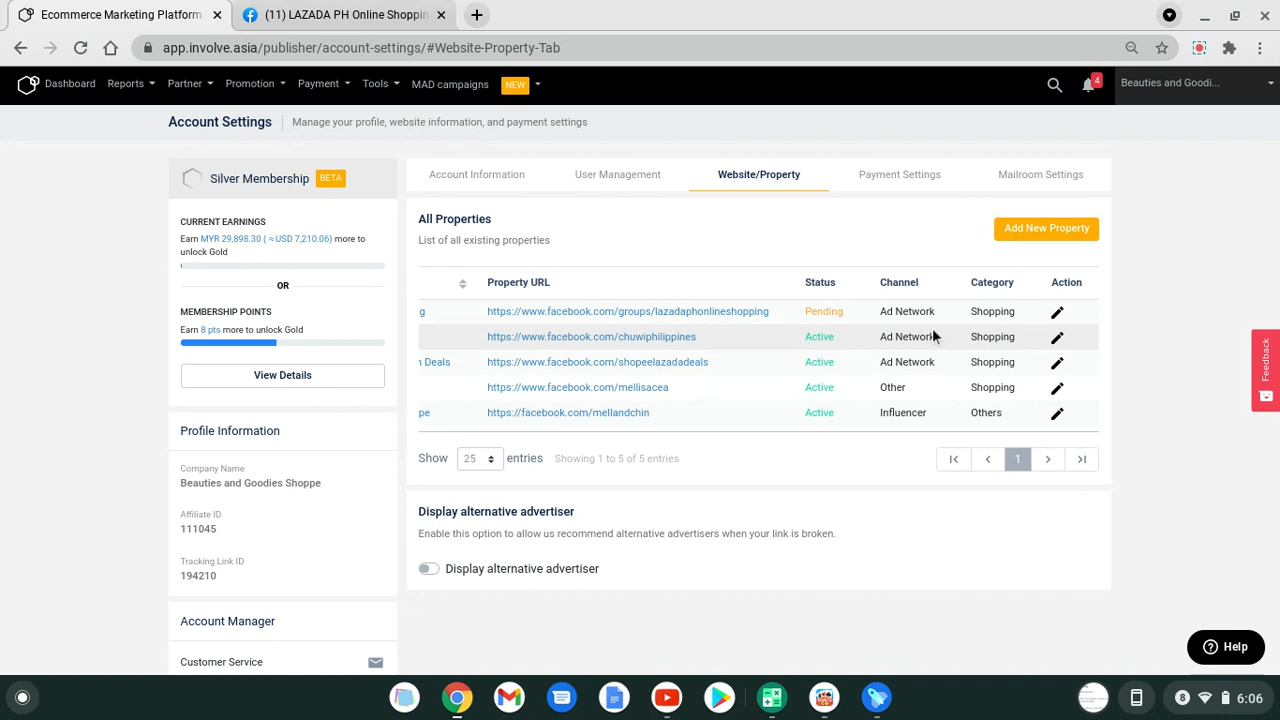 Ecommerce Marketing Platform
(11) LAZADA PH Online Shoppin
app.involve.asia/publisher/account-settings/#Website-Property-Tab
Dashboard Reports Partner Promotion Payment Tools MAD campaigns NEW 4 Beauties and Goodi...
Account Settings Manage your profile, website information, and payment settings
Silver Membership BETA
CURRENT EARNINGS
Earn MYR 29,898.30 ( ≈USD 7,210.06) more to
unlock Gold
OR
MEMBERSHIP POINTS
Earn 8 pts more to unlock Gold
View Details
Profile Information
Company Name
Beauties and Goodies Shoppe
Affiliate ID
111045
Tracking Link ID
194210
Account Manager
Customer Service
Account Information User Management Website/Property Payment Settings Mailroom Settings
All Properties
List of all existing properties
Add New Property
Property URL Status Channel Category Action
g https://www.facebook.com/groups/lazadaphonlineshopping Pending Ad Network Shopping
https://www.facebook.com/chuwiphilippines Active Ad Network Shopping
n Deals https://www.facebook.com/shopeelazadadeals Active Ad Network Shopping
https://www.facebook.com/mellisacea Active Other Shopping
pe https://facebook.com/mellandchin Active Influencer Others
Show 25 entries Showing 1 to 5 of 5 entries 1
Display alternative advertiser
Enable this option to allow us recommend alternative advertisers when your link is broken.
Display alternative advertiser
Feedback
Help
8 6:06